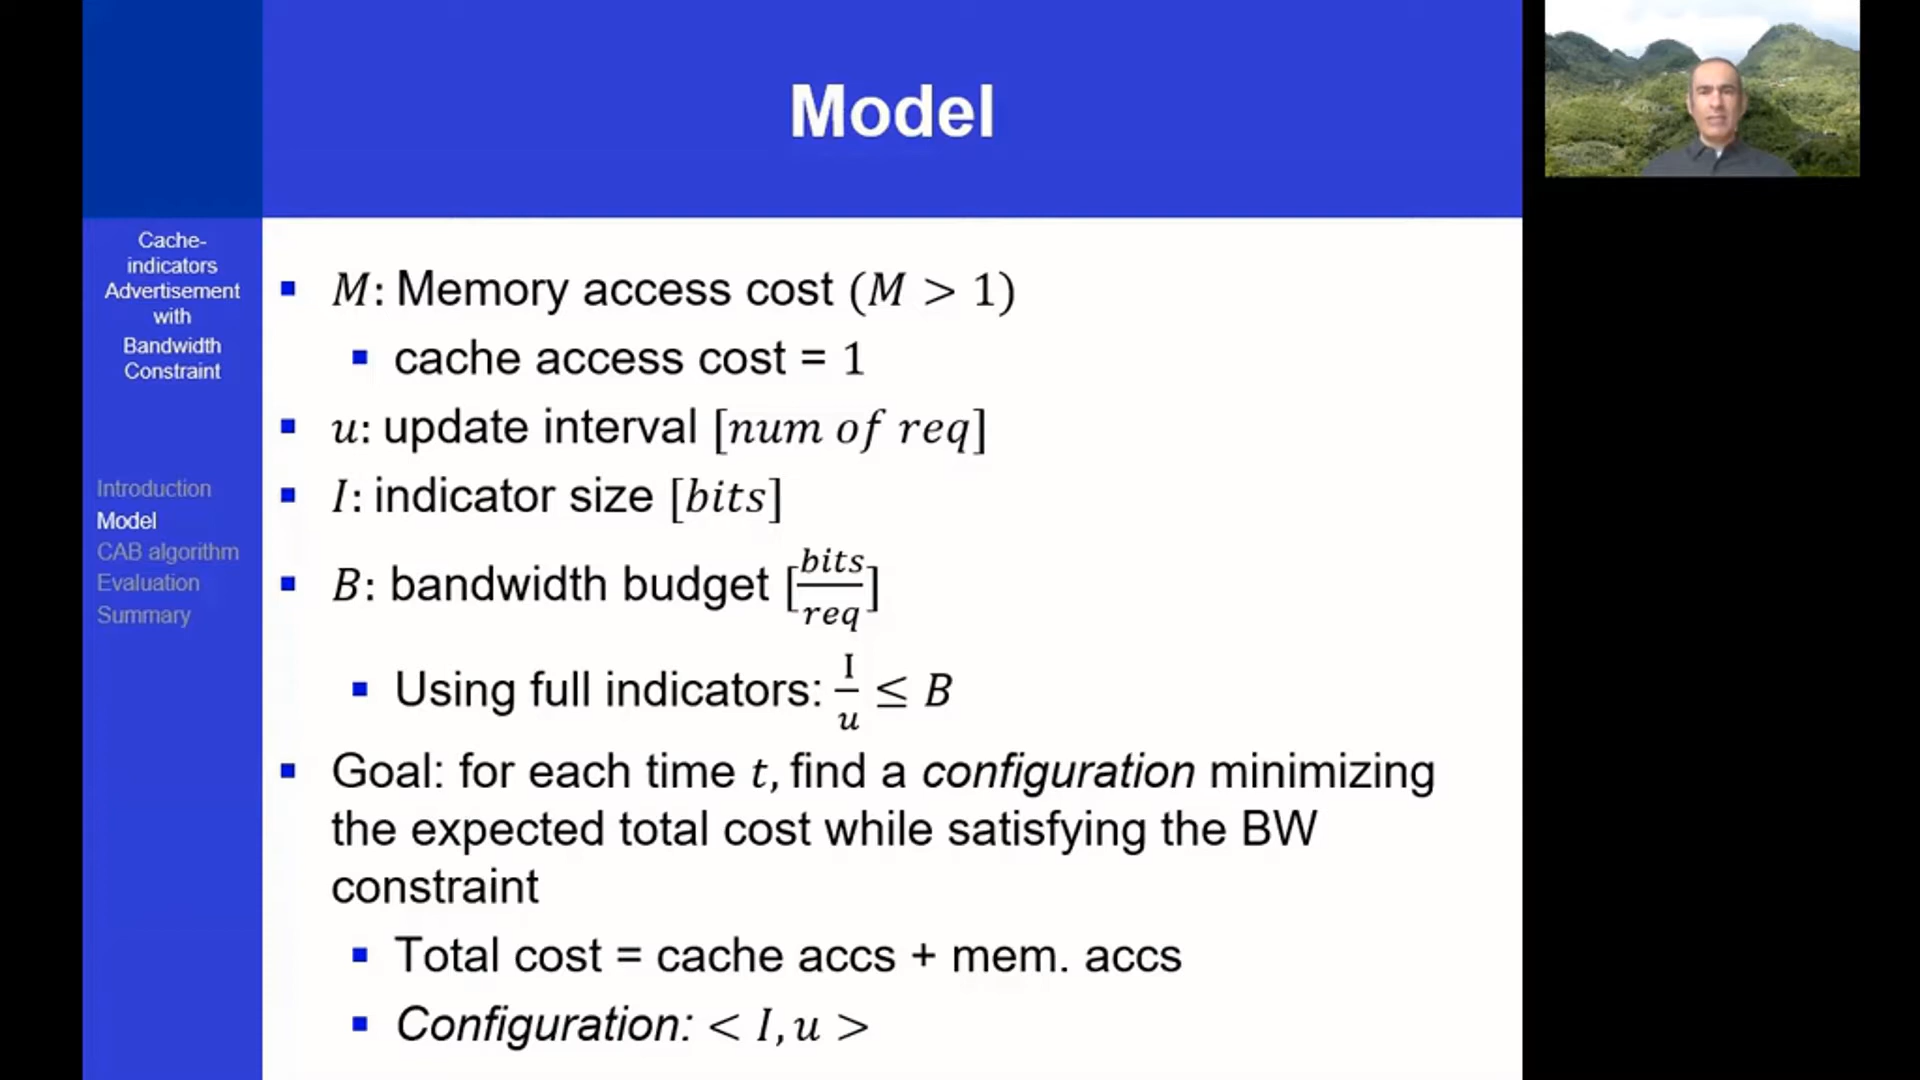 Model
Cache-
indicators
Advertisement
with
Bandwidth
Constraint
Introduction
Model
CAB algorithm
Evaluation
Summary
M: Memory access cost (M > 1)
cache access cost = 1
u: update interval [num of req]
I: indicator size [bits]
B: bandwidth budget [bits/req]
Using full indicators: I/u ≤ B
Goal: for each time t, find a configuration minimizing
the expected total cost while satisfying the BW
constraint
Total cost = cache accs + mem. accs
Configuration: < I, u >